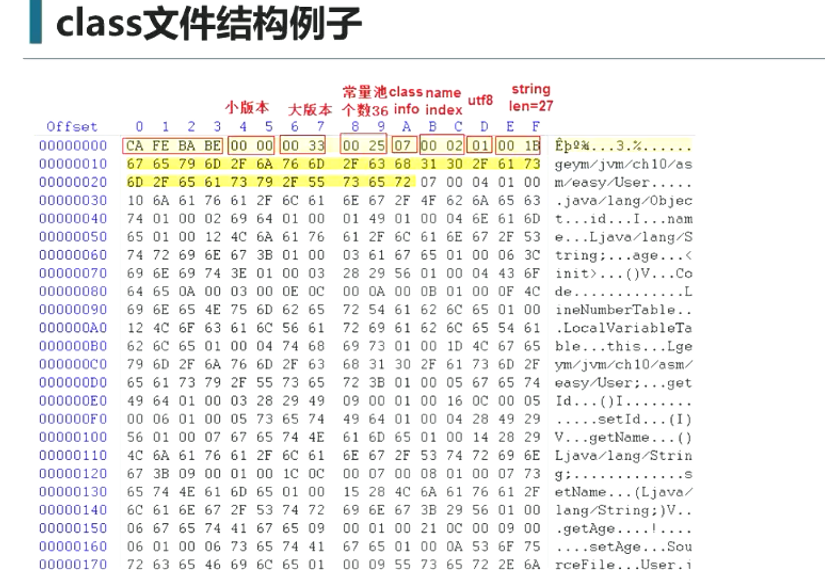 class文件结构例子
常量池 class name string
小版本 大版本 个数36 info index utf8 len=27
Offset 0 1 2 3 4 5 6 7 8 9 A B C D E F
00000000 CA FE BA BE 00 00 00 33 00 25 07 00 02 01 00 1B Êþº¾...3.%......
00000010 67 65 79 6D 2F 6A 76 6D 2F 63 68 31 30 2F 61 73 geym/jvm/ch10/as
00000020 6D 2F 65 61 73 79 2F 55 73 65 72 07 00 04 01 00 m/easy/User.....
00000030 10 6A 61 76 61 2F 6C 61 6E 67 2F 4F 62 6A 65 63 .java/lang/Objec
00000040 74 01 00 02 69 64 01 00 01 49 01 00 04 6E 61 6D t...id...I...nam
00000050 65 01 00 12 4C 6A 61 76 61 2F 6C 61 6E 67 2F 53 e...Ljava/lang/S
00000060 74 72 69 6E 67 3B 01 00 03 61 67 65 01 00 06 3C tring;...age...<
00000070 69 6E 69 74 3E 01 00 03 28 29 56 01 00 04 43 6F init>...()V...Co
00000080 64 65 0A 00 03 00 0E 0C 00 0A 00 0B 01 00 0F 4C de.............L
00000090 69 6E 65 4E 75 6D 62 65 72 54 61 62 6C 65 01 00 ineNumberTable..
000000A0 12 4C 6F 63 61 6C 56 61 72 69 61 62 6C 65 54 61 .LocalVariableTa
000000B0 62 6C 65 01 00 04 74 68 69 73 01 00 1D 4C 67 65 ble...this...Lge
000000C0 79 6D 2F 6A 76 6D 2F 63 68 31 30 2F 61 73 6D 2F ym/jvm/ch10/asm/
000000D0 65 61 73 79 2F 55 73 65 72 3B 01 00 05 67 65 74 easy/User;...get
000000E0 49 64 01 00 03 28 29 49 09 00 01 00 16 0C 00 05 Id...()I........
000000F0 00 06 01 00 05 73 65 74 49 64 01 00 04 28 49 29 .....setId...(I)
00000100 56 01 00 07 67 65 74 4E 61 6D 65 01 00 14 28 29 V...getName...()
00000110 4C 6A 61 76 61 2F 6C 61 6E 67 2F 53 74 72 69 6E Ljava/lang/Strin
00000120 67 3B 09 00 01 00 1C 0C 00 07 00 08 01 00 07 73 g;.............s
00000130 65 74 4E 61 6D 65 01 00 15 28 4C 6A 61 76 61 2F etName...(Ljava/
00000140 6C 61 6E 67 2F 53 74 72 69 6E 67 3B 29 56 01 00 lang/String;)V..
00000150 06 67 65 74 41 67 65 09 00 01 00 21 0C 00 09 00 .getAge....!....
00000160 06 01 00 06 73 65 74 41 67 65 01 00 0A 53 6F 75 ....setAge...Sou
00000170 72 63 65 46 69 6C 65 01 00 09 55 73 65 72 2E 6A rceFile...User.j